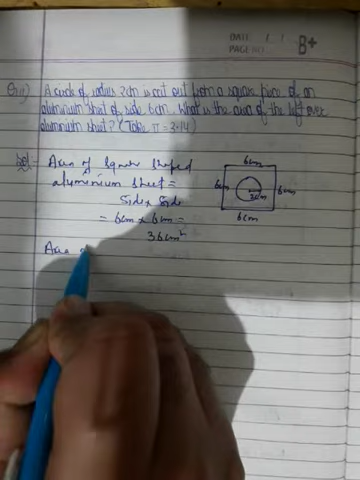 DATE
PAGE NO.
B+
Q.11) A circle of radius 2cm is cut out from a square piece of an
aluminium sheet of side 6cm. What is the area of the left over
aluminium sheet? (Take π = 3.14)
Sol:- Area of square shaped
aluminium sheet =
Side x Side
= 6cm x 6cm =
36cm²
Area
6cm
6cm
2cm
6cm
6cm